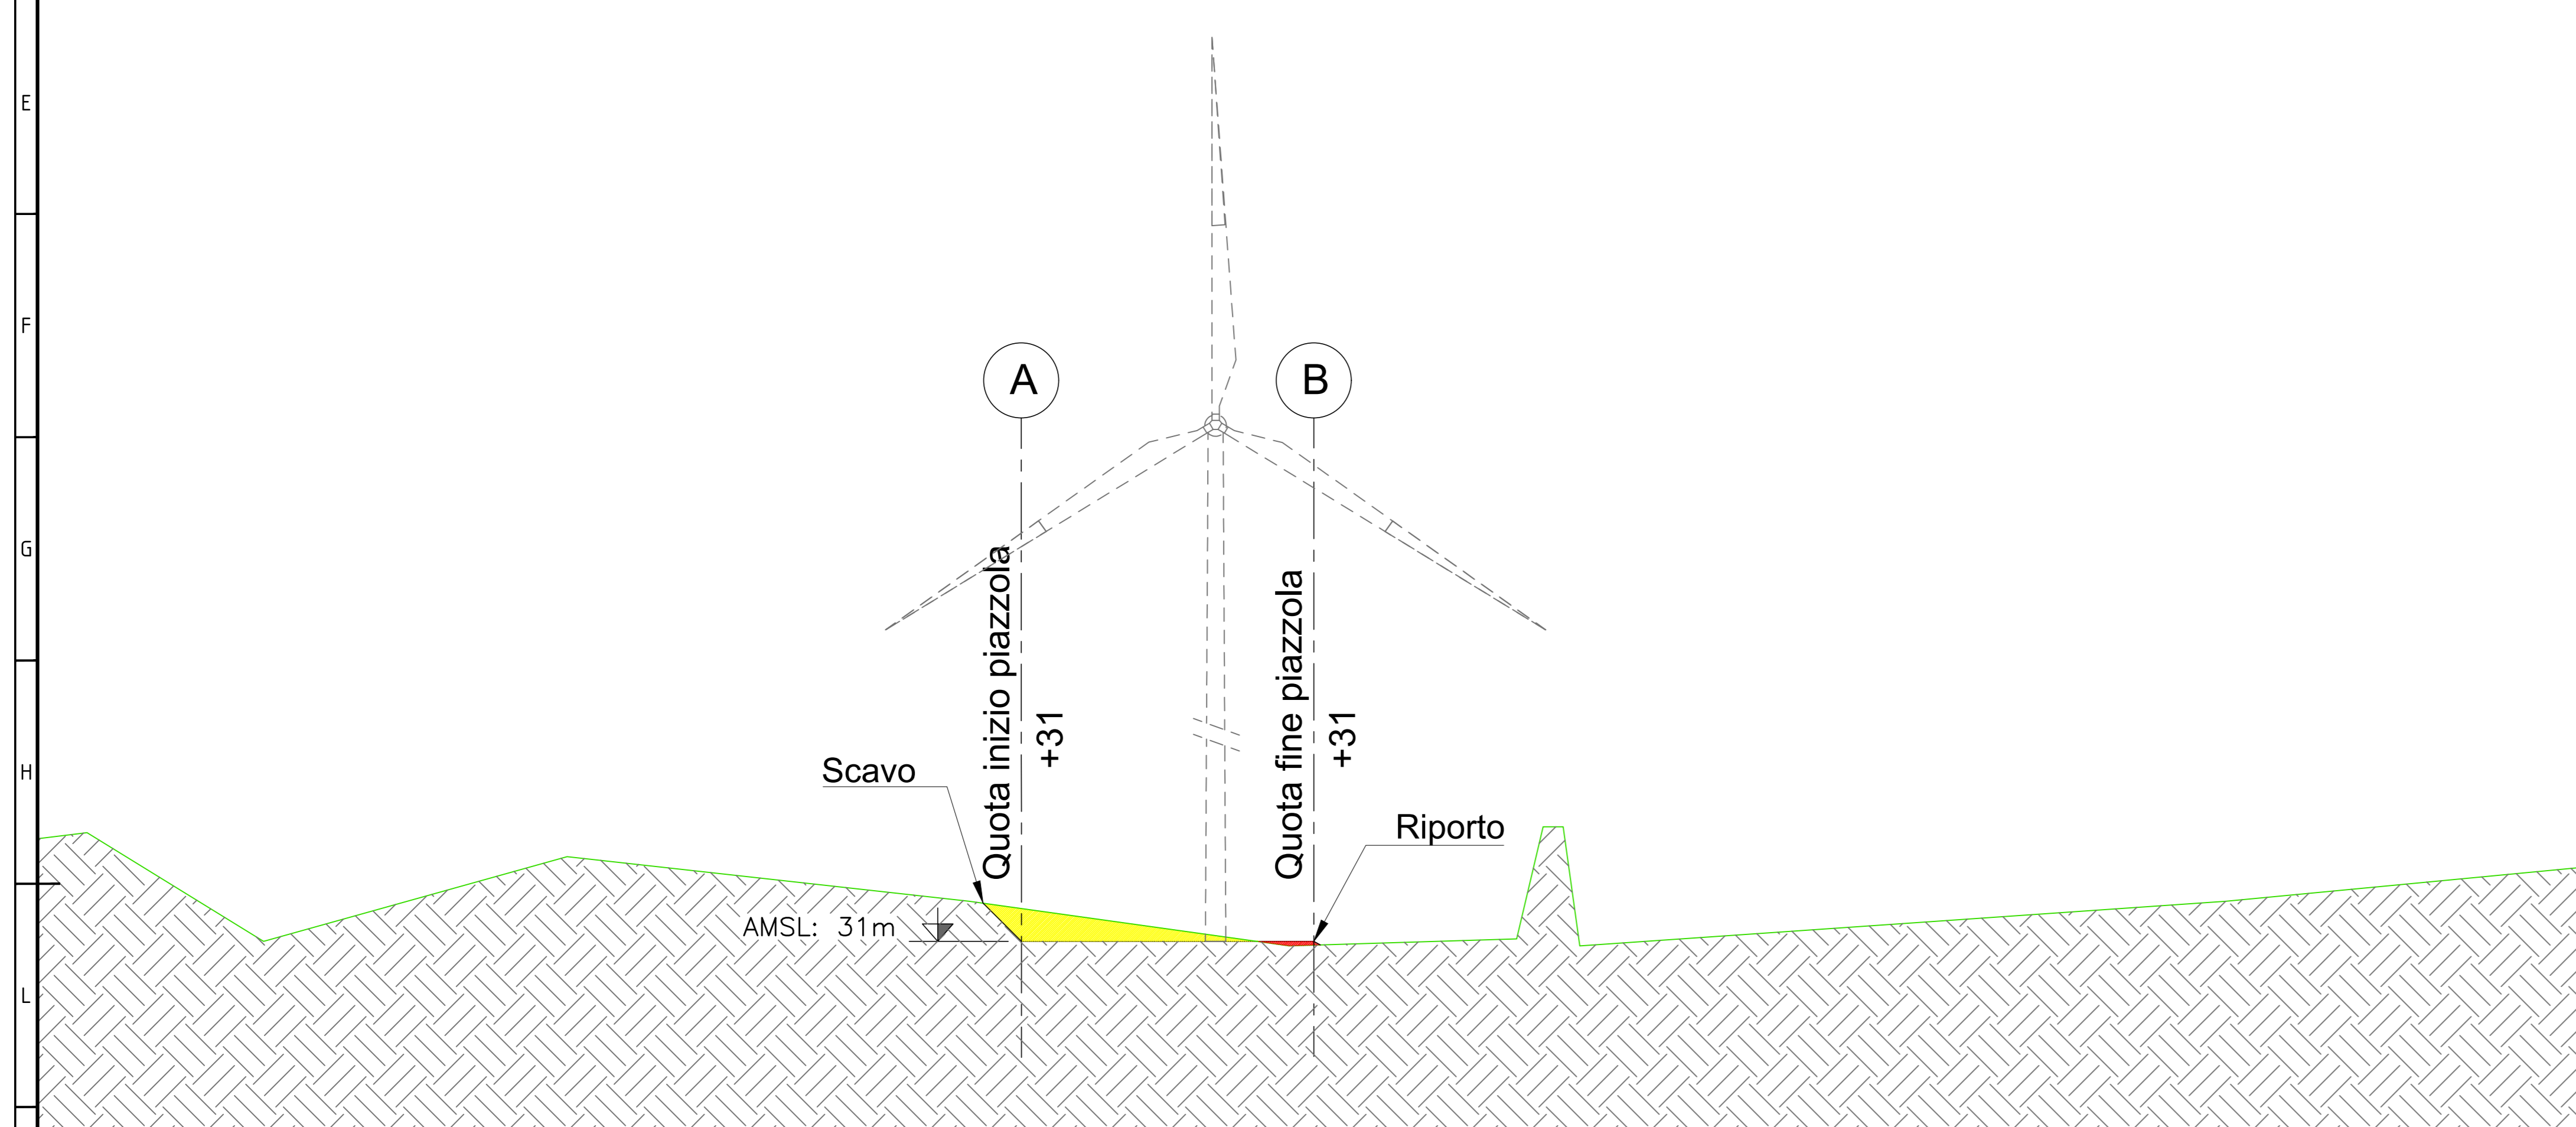 E
F
G
H
L
A
B
Quota inizio piazzola
+31
Quota fine piazzola
+31
Scavo
Riporto
AMSL: 31m